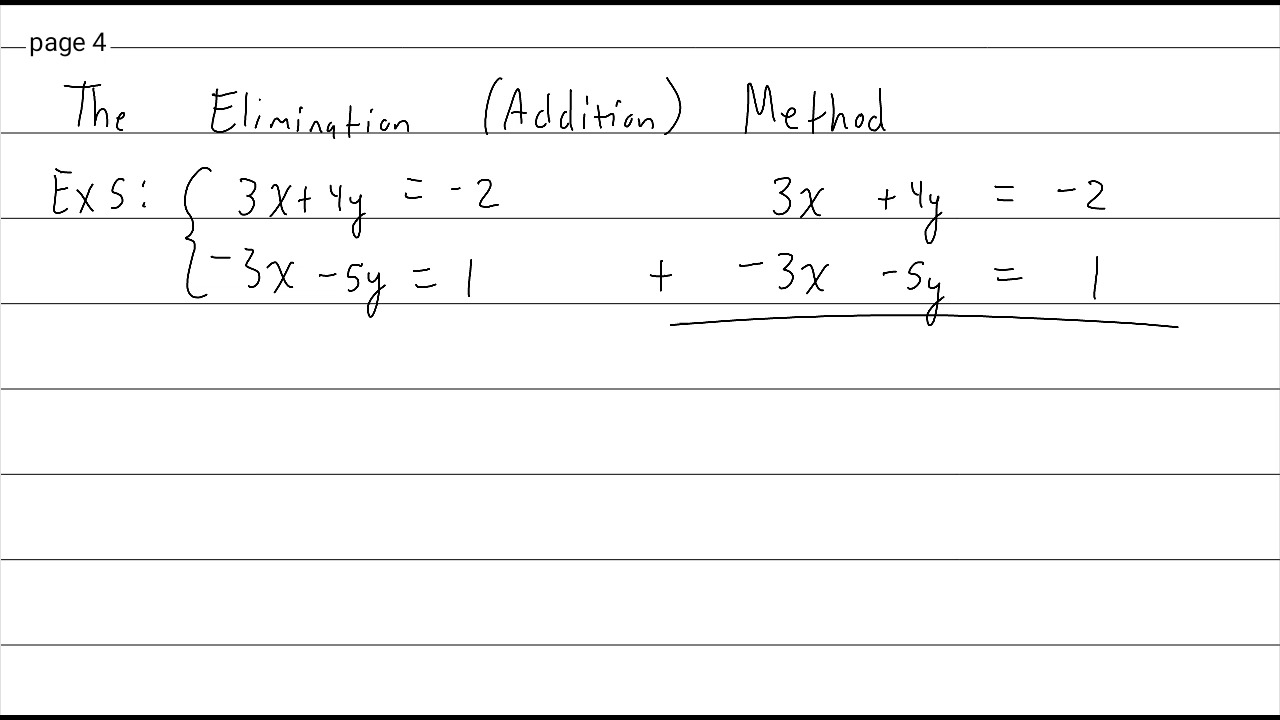 page 4
The Elimination (Addition) Method
Ex 5: { 3x + 4y = -2    3x + 4y = -2
-3x - 5y = 1    + -3x - 5y = 1